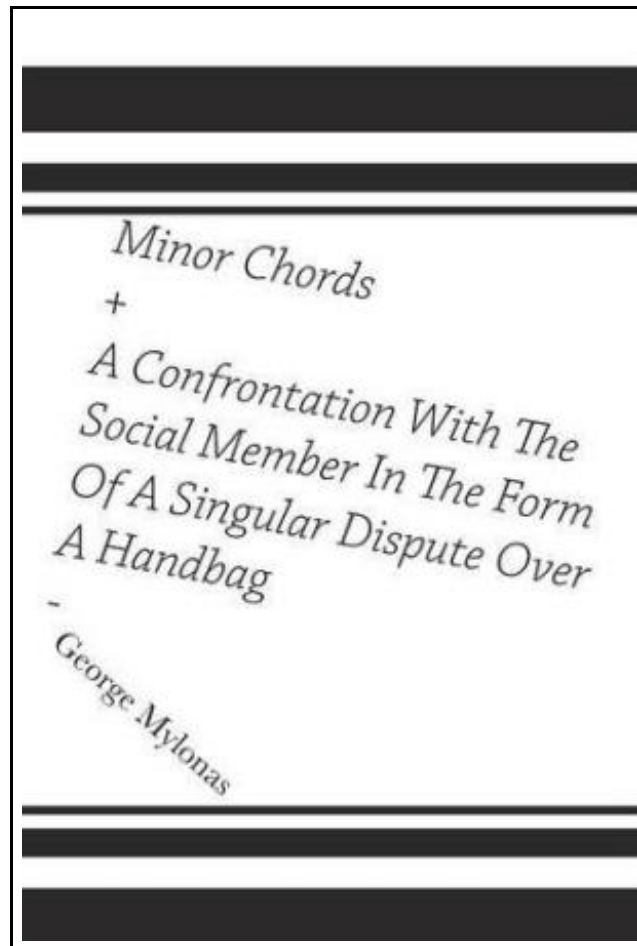 Minor Chords
+
A Confrontation With The
Social Member In The Form
Of A Singular Dispute Over
A Handbag
-
George Mylonas